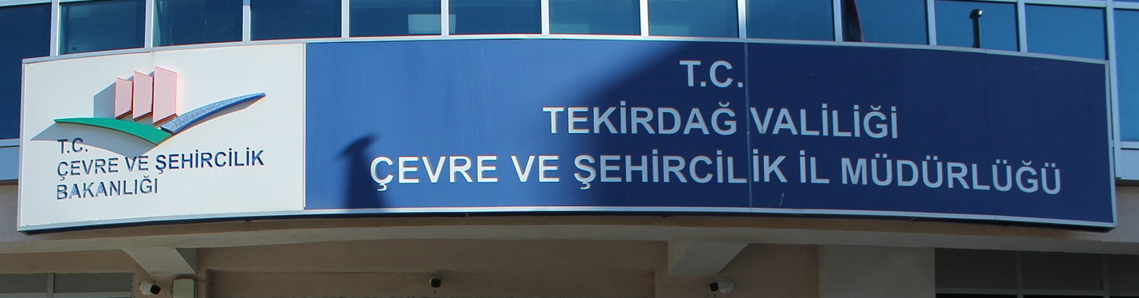 T.C.
ÇEVRE VE ŞEHİRCİLİK
BAKANLIĞI
T.C.
TEKİRDAĞ VALİLİĞİ
ÇEVRE VE ŞEHİRCİLİK İL MÜDÜRLÜĞÜ